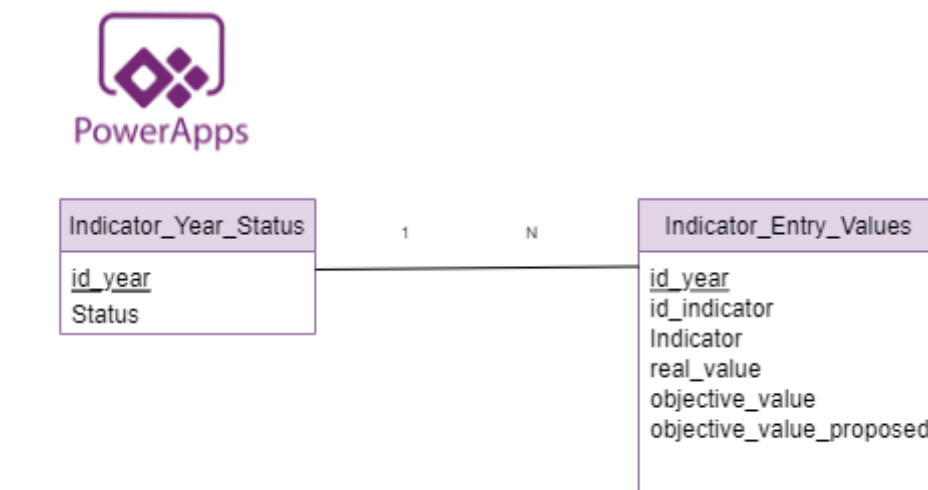 PowerApps
Indicator_Year_Status
id_year
Status
1
N
Indicator_Entry_Values
id_year
id_indicator
Indicator
real_value
objective_value
objective_value_proposed